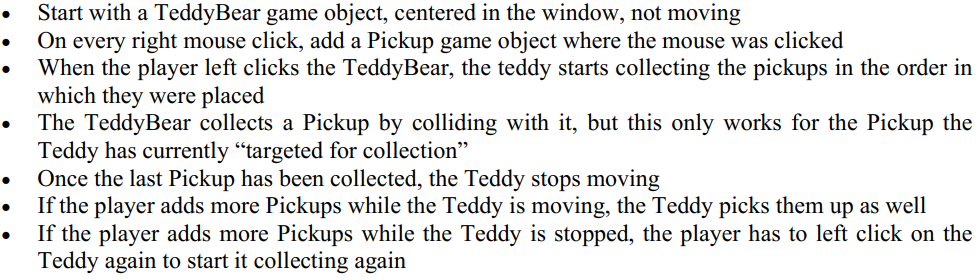 • Start with a TeddyBear game object, centered in the window, not moving
• On every right mouse click, add a Pickup game object where the mouse was clicked
• When the player left clicks the TeddyBear, the teddy starts collecting the pickups in the order in
which they were placed
• The TeddyBear collects a Pickup by colliding with it, but this only works for the Pickup the
Teddy has currently “targeted for collection”
• Once the last Pickup has been collected, the Teddy stops moving
• If the player adds more Pickups while the Teddy is moving, the Teddy picks them up as well
• If the player adds more Pickups while the Teddy is stopped, the player has to left click on the
Teddy again to start it collecting again